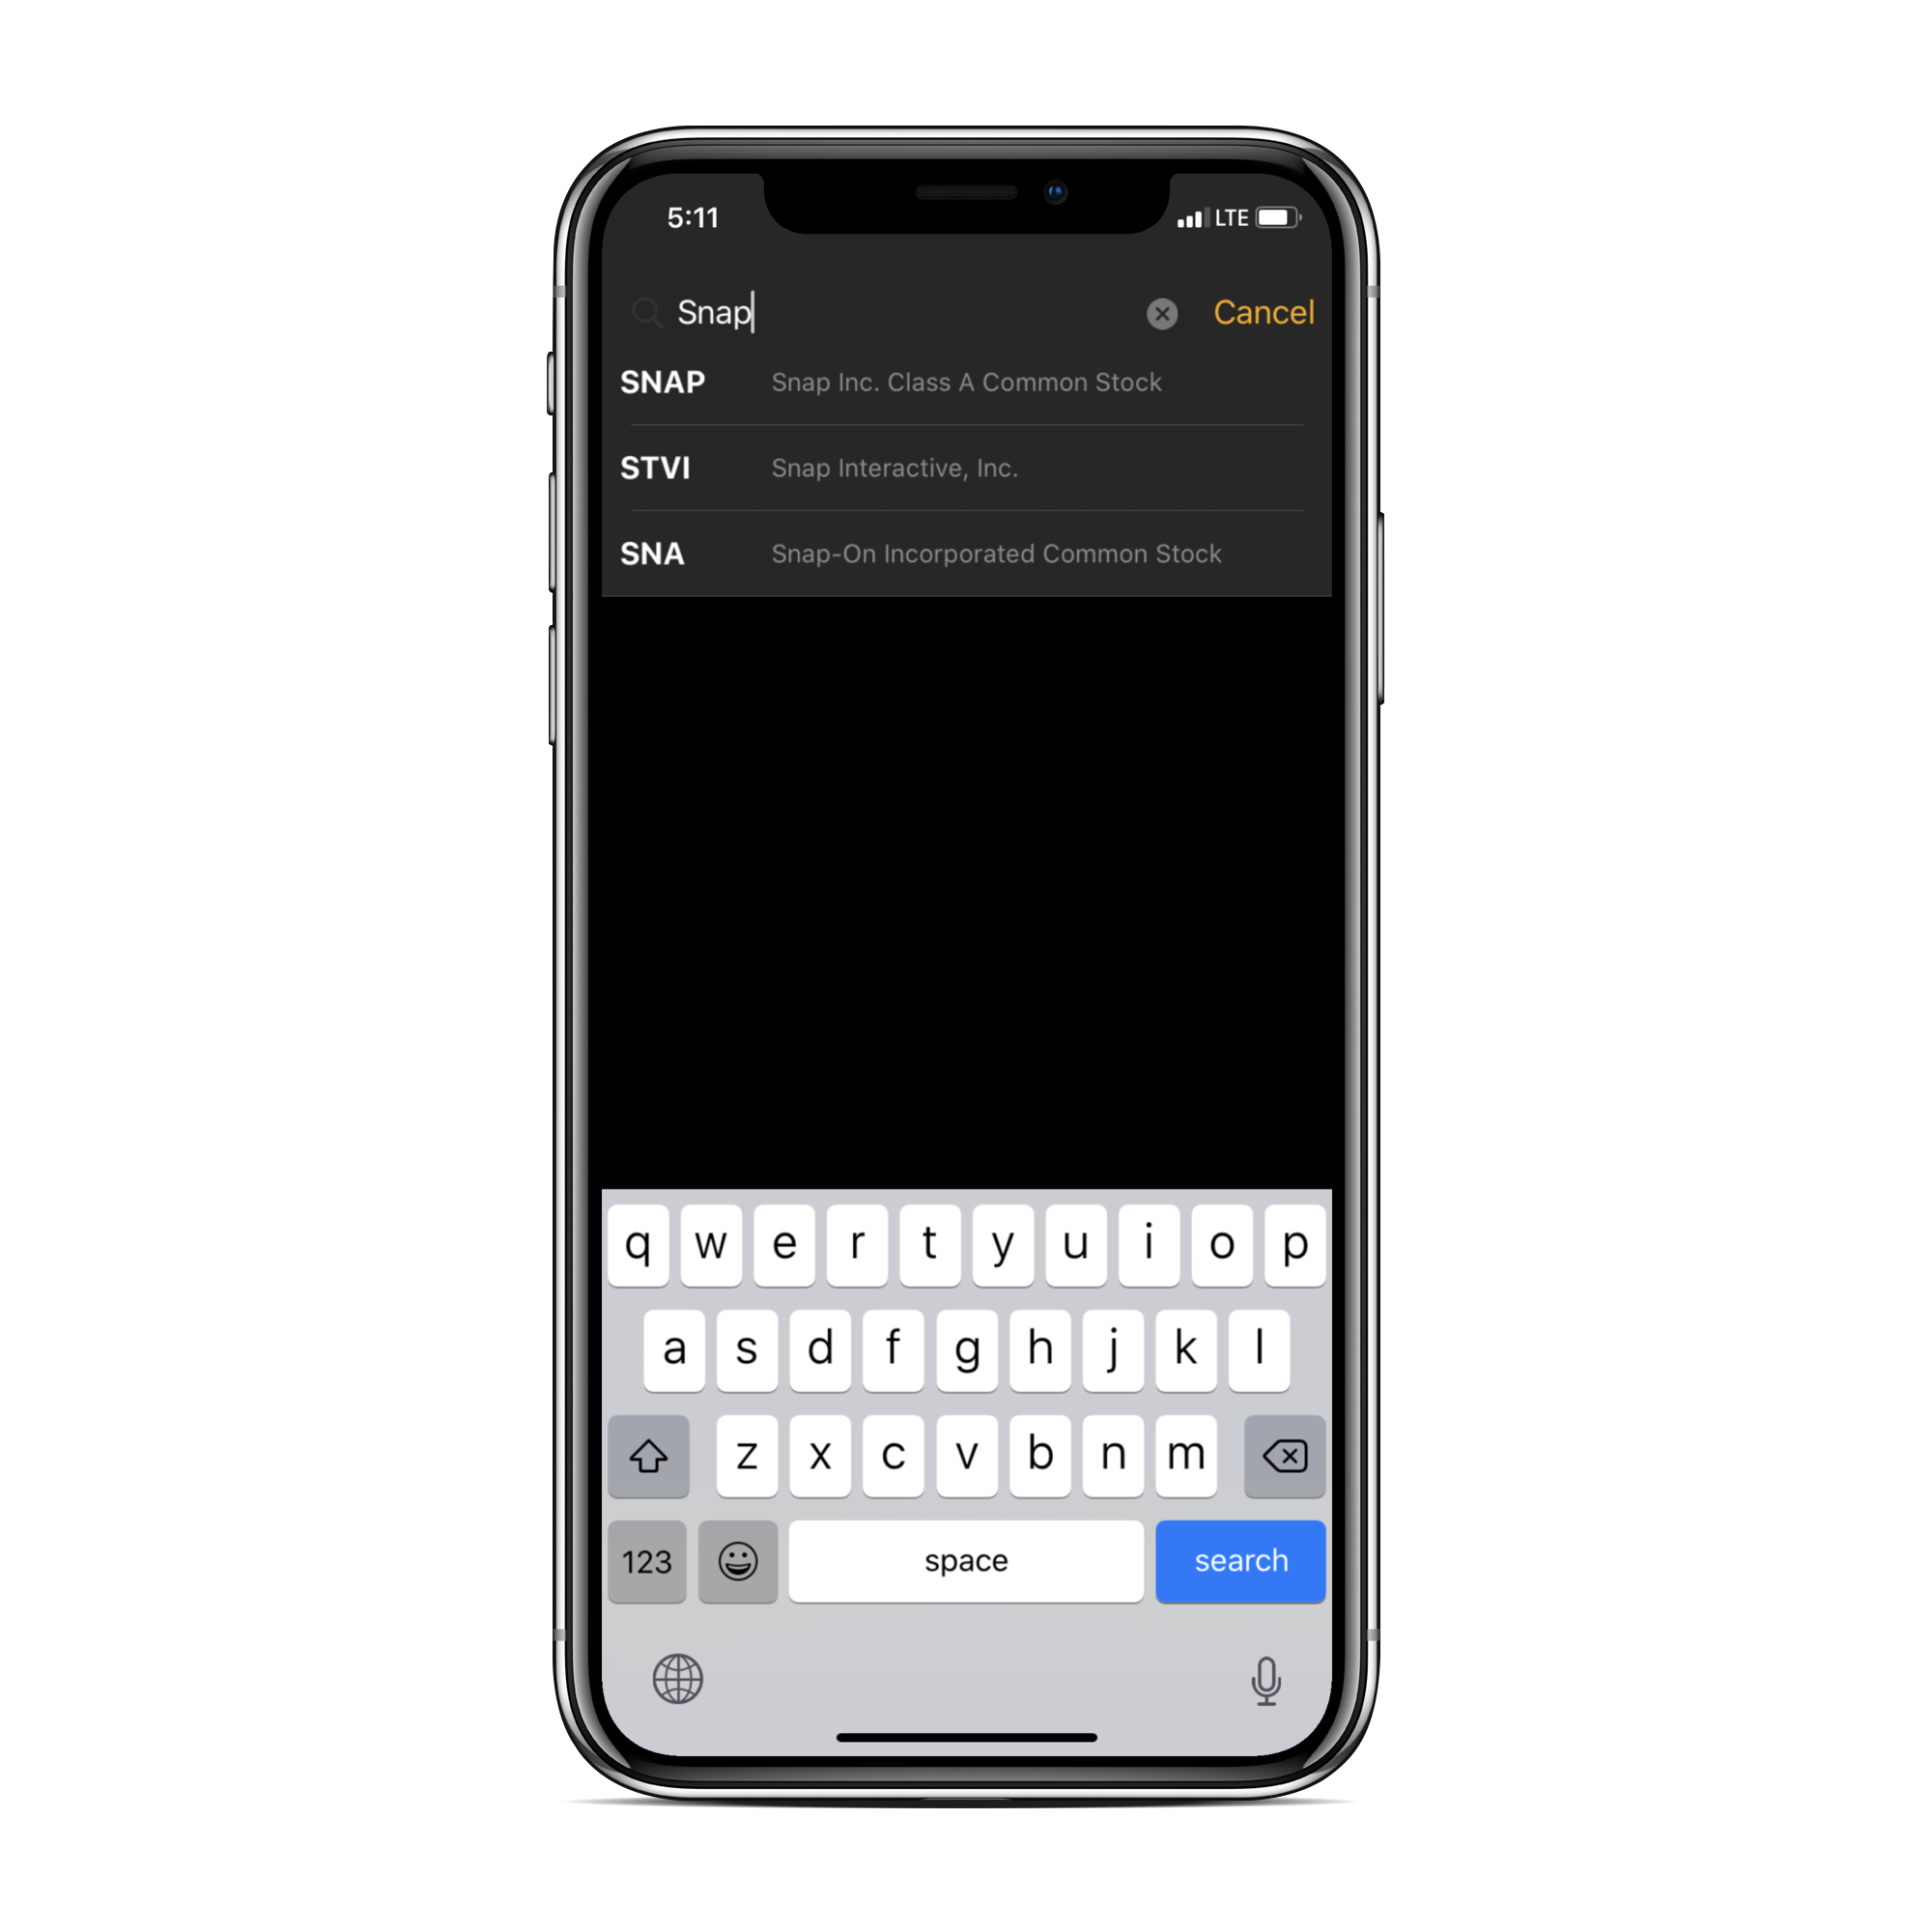 5:11 LTE
Snap Cancel
SNAP Snap Inc. Class A Common Stock
STVI Snap Interactive, Inc.
SNA Snap-On Incorporated Common Stock
q w e r t y u i o p
a s d f g h j k l
z x c v b n m
123 space search